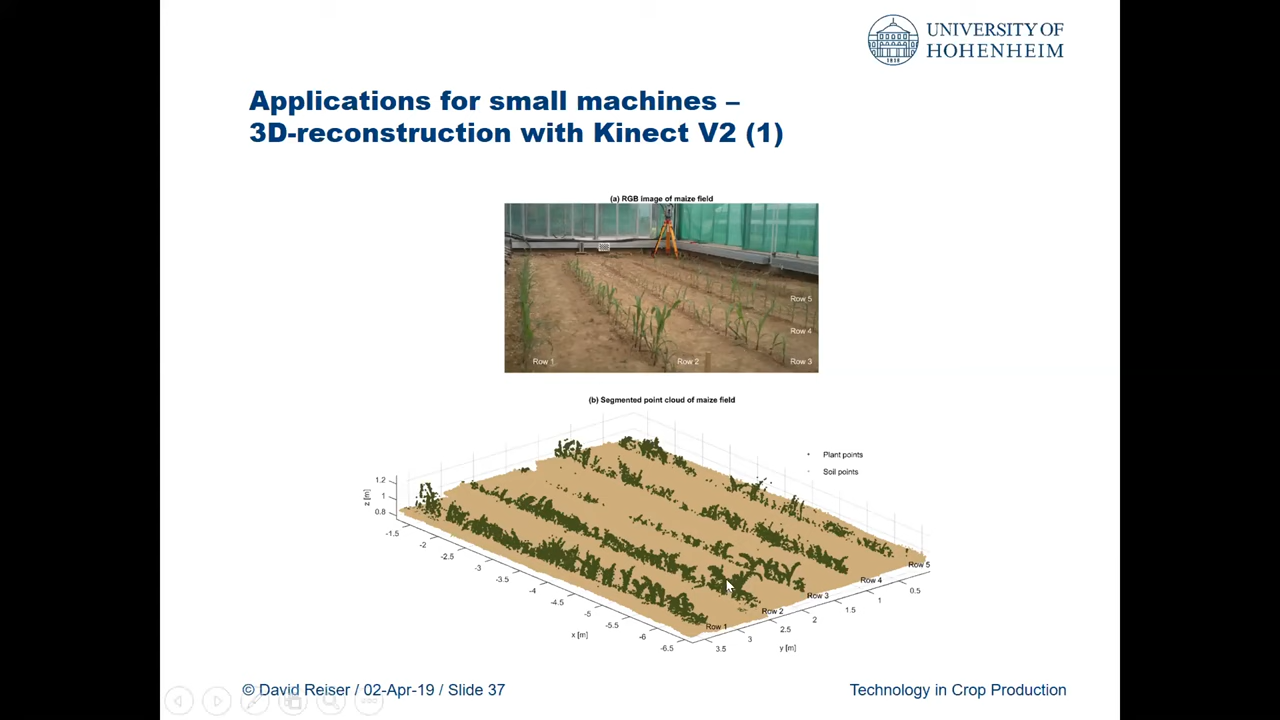 UNIVERSITY OF
HOHENHEIM
1818
Applications for small machines –
3D-reconstruction with Kinect V2 (1)
(a) RGB image of maize field
Row 5
Row 4
Row 1
Row 2
Row 3
(b) Segmented point cloud of maize field
Plant points
Soil points
1.2
1
0.8
z [m]
-1.5
-2
-2.5
-3
-3.5
-4
-4.5
-5
-5.5
-6
-6.5
x [m]
Row 5
Row 4
Row 3
Row 2
Row 1
0.5
1
1.5
2
2.5
3
3.5
y [m]
© David Reiser / 02-Apr-19 / Slide 37
Technology in Crop Production